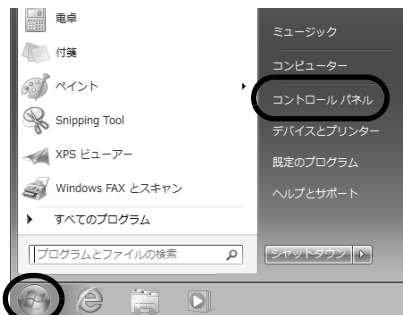 電卓
付箋
ペイント
Snipping Tool
XPS ビューアー
Windows FAX とスキャン
すべてのプログラム
プログラムとファイルの検索
ミュージック
コンピューター
コントロール パネル
デバイスとプリンター
既定のプログラム
ヘルプとサポート
シャットダウン